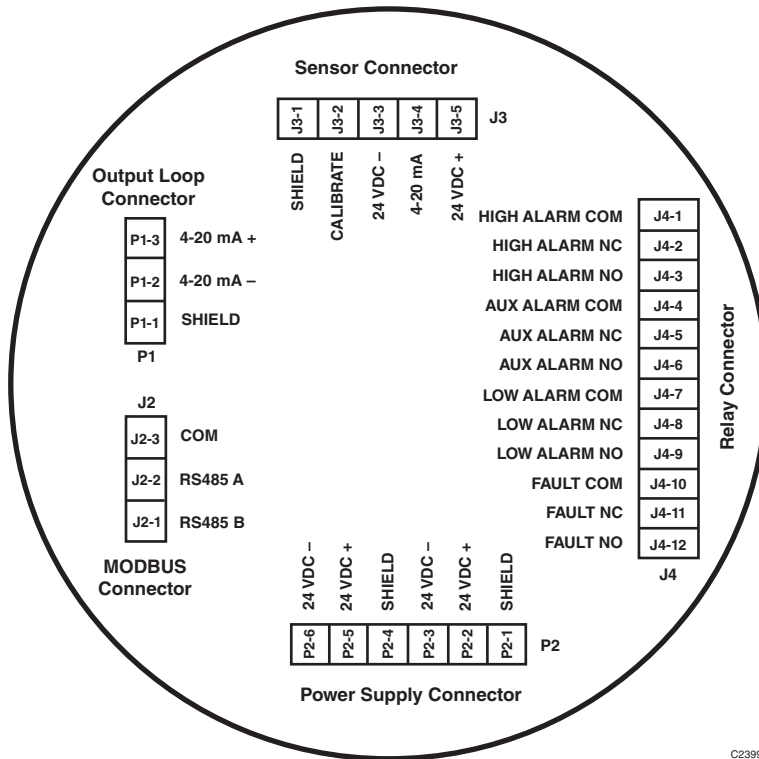 Sensor Connector
J3-1
J3-2
J3-3
J3-4
J3-5
J3
SHIELD
CALIBRATE
24 VDC –
4-20 mA
24 VDC +
Output Loop
Connector
P1-3
4-20 mA +
P1-2
4-20 mA –
P1-1
SHIELD
P1
J2
J2-3
COM
J2-2
RS485 A
J2-1
RS485 B
MODBUS
Connector
HIGH ALARM COM
J4-1
HIGH ALARM NC
J4-2
HIGH ALARM NO
J4-3
AUX ALARM COM
J4-4
AUX ALARM NC
J4-5
AUX ALARM NO
J4-6
LOW ALARM COM
J4-7
LOW ALARM NC
J4-8
LOW ALARM NO
J4-9
FAULT COM
J4-10
FAULT NC
J4-11
FAULT NO
J4-12
J4
Relay Connector
24 VDC –
24 VDC +
SHIELD
24 VDC –
24 VDC +
SHIELD
P2-6
P2-5
P2-4
P2-3
P2-2
P2-1
P2
Power Supply Connector
C2399